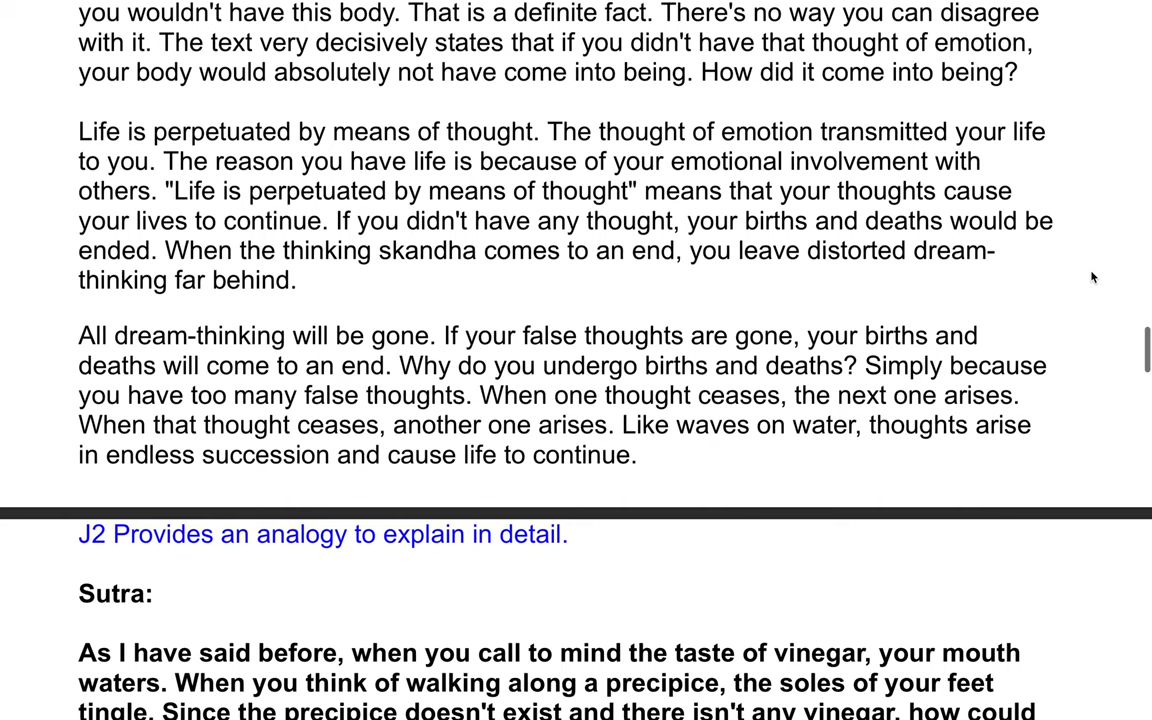 you wouldn't have this body. That is a definite fact. There's no way you can disagree
with it. The text very decisively states that if you didn't have that thought of emotion,
your body would absolutely not have come into being. How did it come into being?
Life is perpetuated by means of thought. The thought of emotion transmitted your life
to you. The reason you have life is because of your emotional involvement with
others. "Life is perpetuated by means of thought" means that your thoughts cause
your lives to continue. If you didn't have any thought, your births and deaths would be
ended. When the thinking skandha comes to an end, you leave distorted dream-
thinking far behind.
All dream-thinking will be gone. If your false thoughts are gone, your births and
deaths will come to an end. Why do you undergo births and deaths? Simply because
you have too many false thoughts. When one thought ceases, the next one arises.
When that thought ceases, another one arises. Like waves on water, thoughts arise
in endless succession and cause life to continue.
J2 Provides an analogy to explain in detail.
Sutra:
As I have said before, when you call to mind the taste of vinegar, your mouth
waters. When you think of walking along a precipice, the soles of your feet
tingle. Since the precipice doesn't exist and there isn't any vinegar, how could